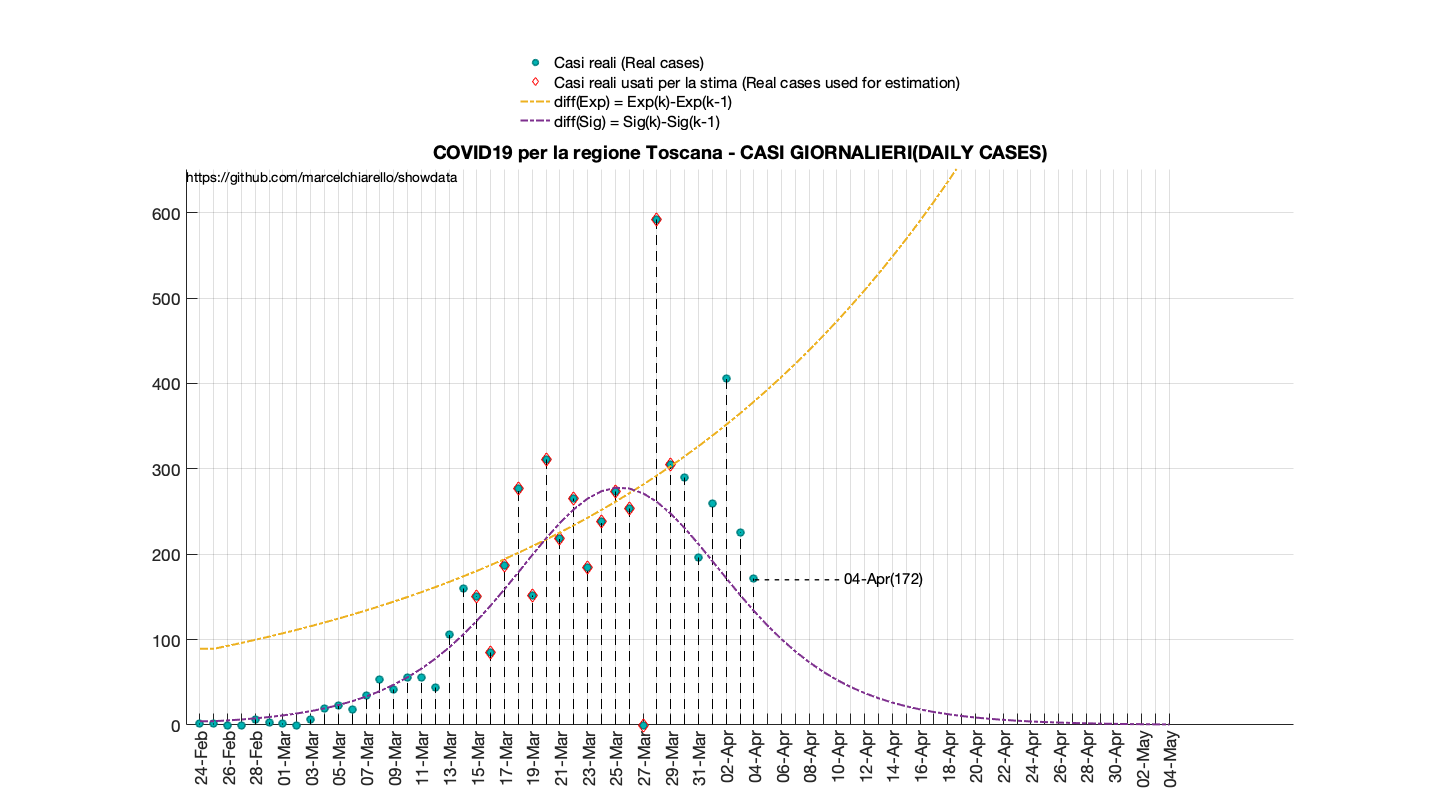 Casi reali (Real cases)
Casi reali usati per la stima (Real cases used for estimation)
diff(Exp) = Exp(k)-Exp(k-1)
diff(Sig) = Sig(k)-Sig(k-1)
COVID19 per la regione Toscana - CASI GIORNALIERI(DAILY CASES)
https://github.com/marcelchiarello/showdata
600
500
400
300
200
100
0
04-Apr(172)
24-Feb
26-Feb
28-Feb
01-Mar
03-Mar
05-Mar
07-Mar
09-Mar
11-Mar
13-Mar
15-Mar
17-Mar
19-Mar
21-Mar
23-Mar
25-Mar
27-Mar
29-Mar
31-Mar
02-Apr
04-Apr
06-Apr
08-Apr
10-Apr
12-Apr
14-Apr
16-Apr
18-Apr
20-Apr
22-Apr
24-Apr
26-Apr
28-Apr
30-Apr
02-May
04-May